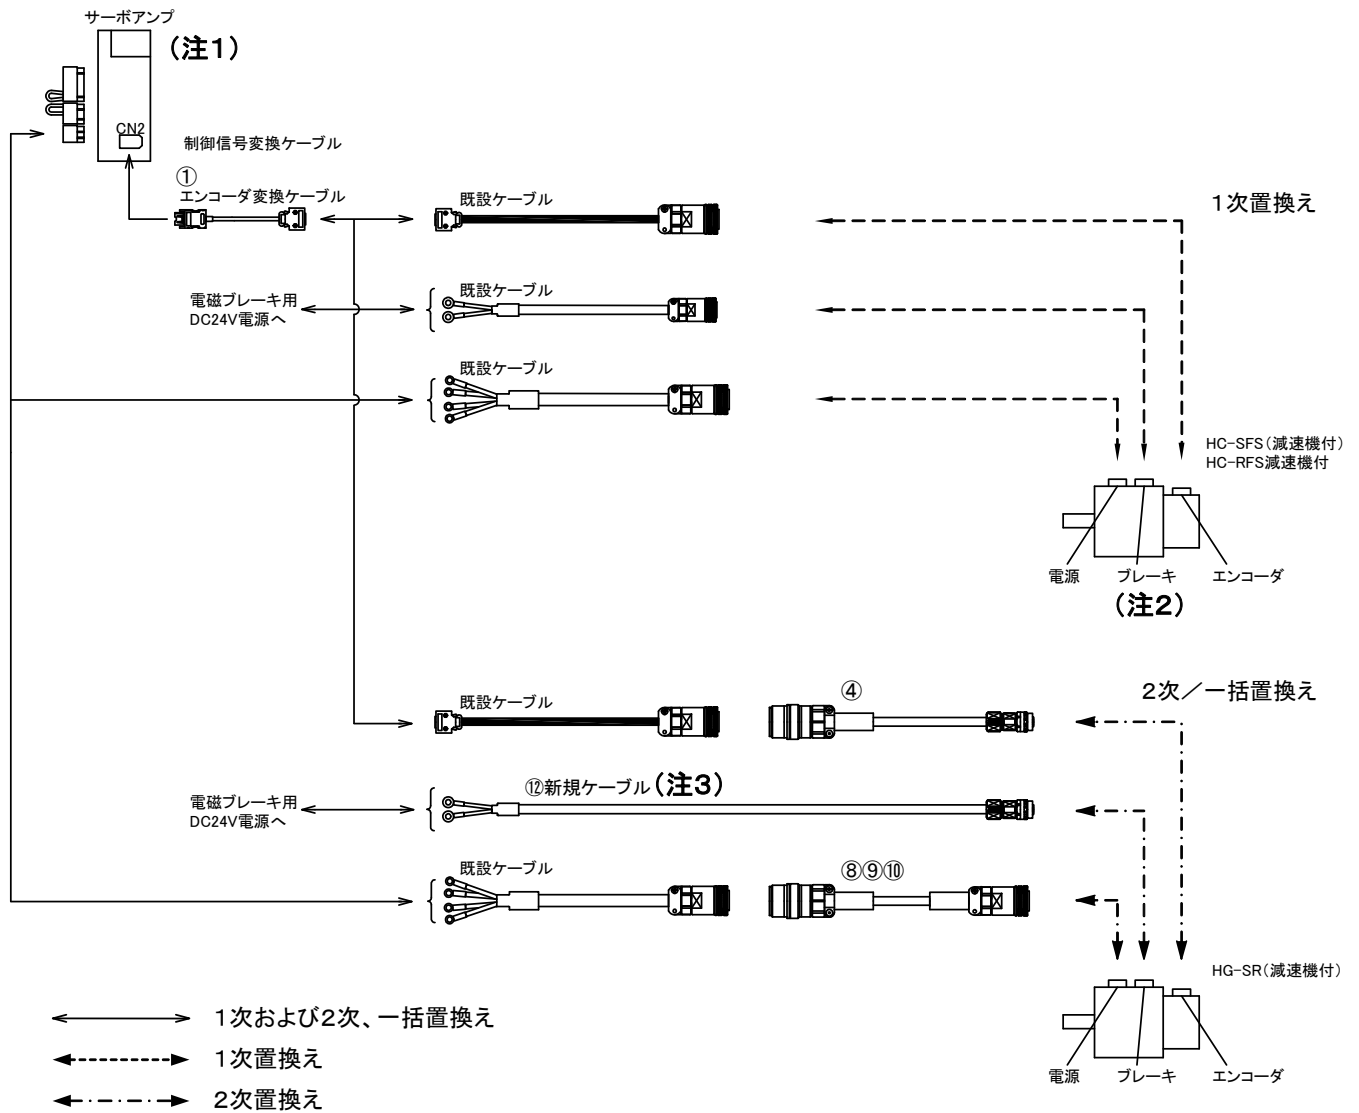 サーボアンプ
(注1)
CN2
制御信号変換ケーブル
①
エンコーダ変換ケーブル
既設ケーブル
1次置換え
電磁ブレーキ用
DC24V電源へ
既設ケーブル
既設ケーブル
HC-SFS(減速機付)
HC-RFS減速機付
電源
ブレーキ
エンコーダ
(注2)
既設ケーブル
④
2次/一括置換え
⑫新規ケーブル(注3)
電磁ブレーキ用
DC24V電源へ
既設ケーブル
⑧⑨⑩
HG-SR(減速機付)
電源
ブレーキ
エンコーダ
1次および2次、一括置換え
1次置換え
2次置換え